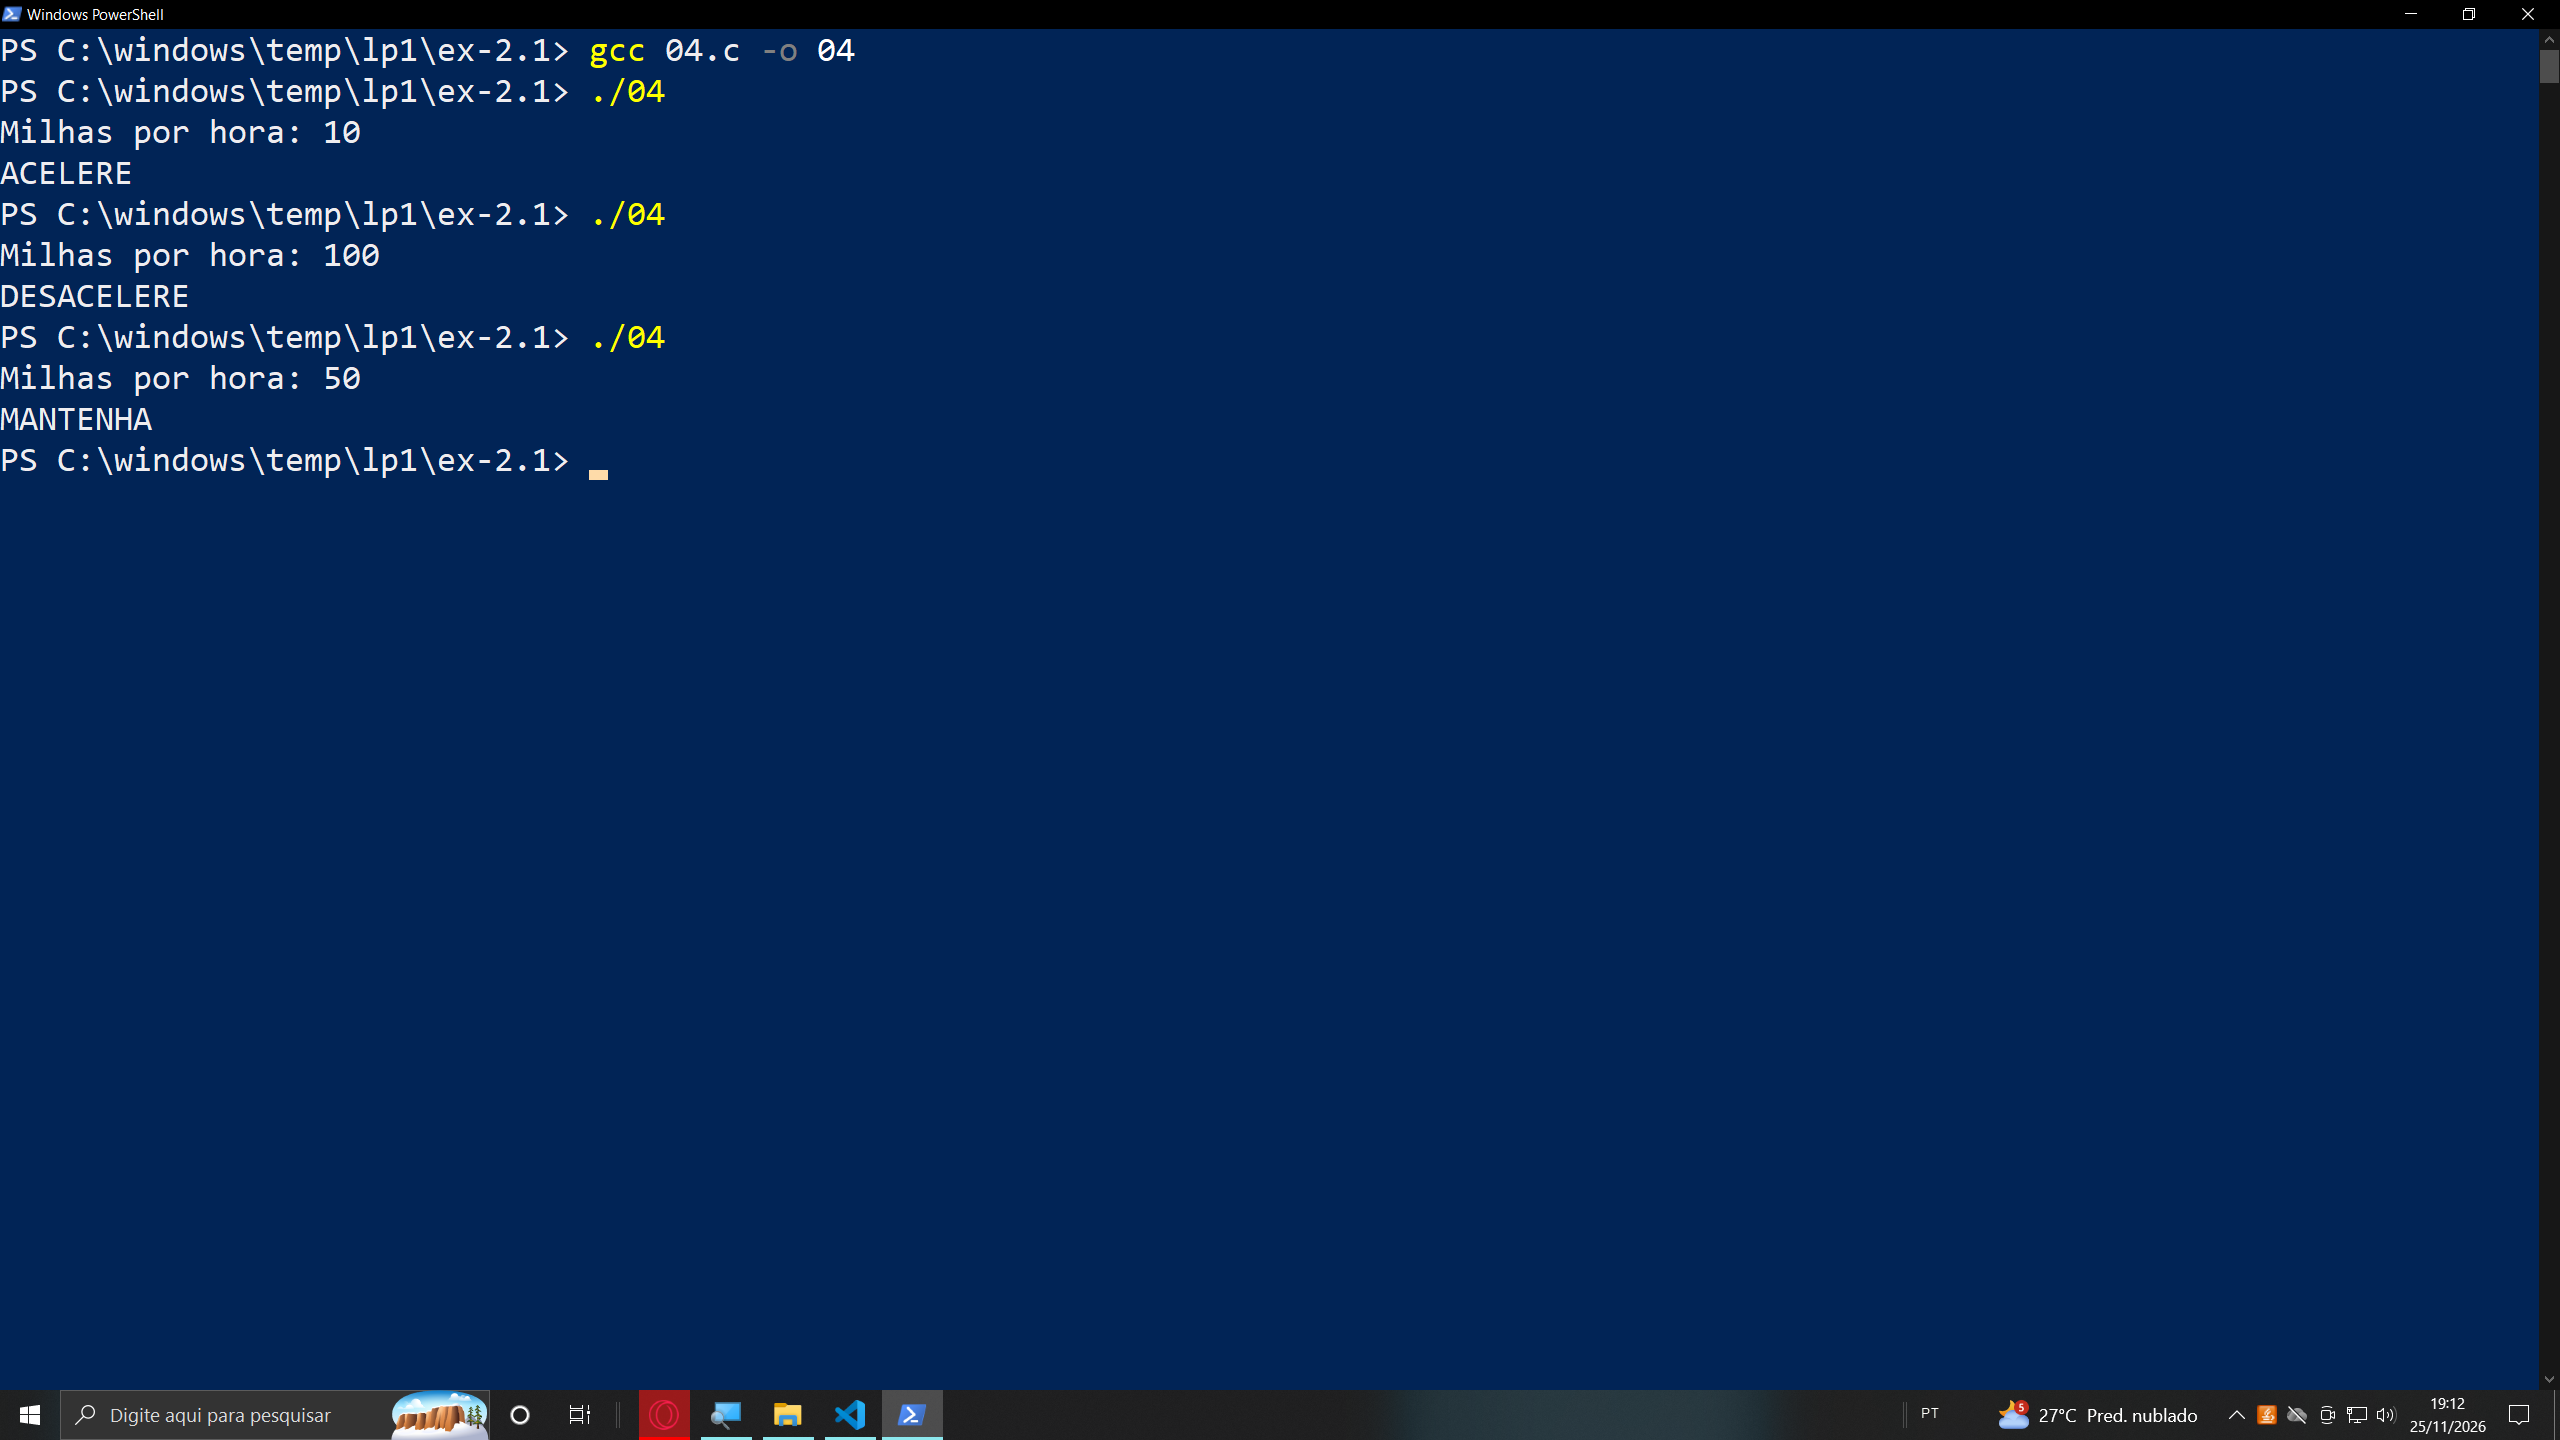 Windows PowerShell
PS C:\windows\temp\lp1\ex-2.1> gcc 04.c -o 04
PS C:\windows\temp\lp1\ex-2.1> ./04
Milhas por hora: 10
ACELERE
PS C:\windows\temp\lp1\ex-2.1> ./04
Milhas por hora: 100
DESACELERE
PS C:\windows\temp\lp1\ex-2.1> ./04
Milhas por hora: 50
MANTENHA
PS C:\windows\temp\lp1\ex-2.1>
Digite aqui para pesquisar
PT
5
27°C Pred. nublado
19:12
25/11/2026